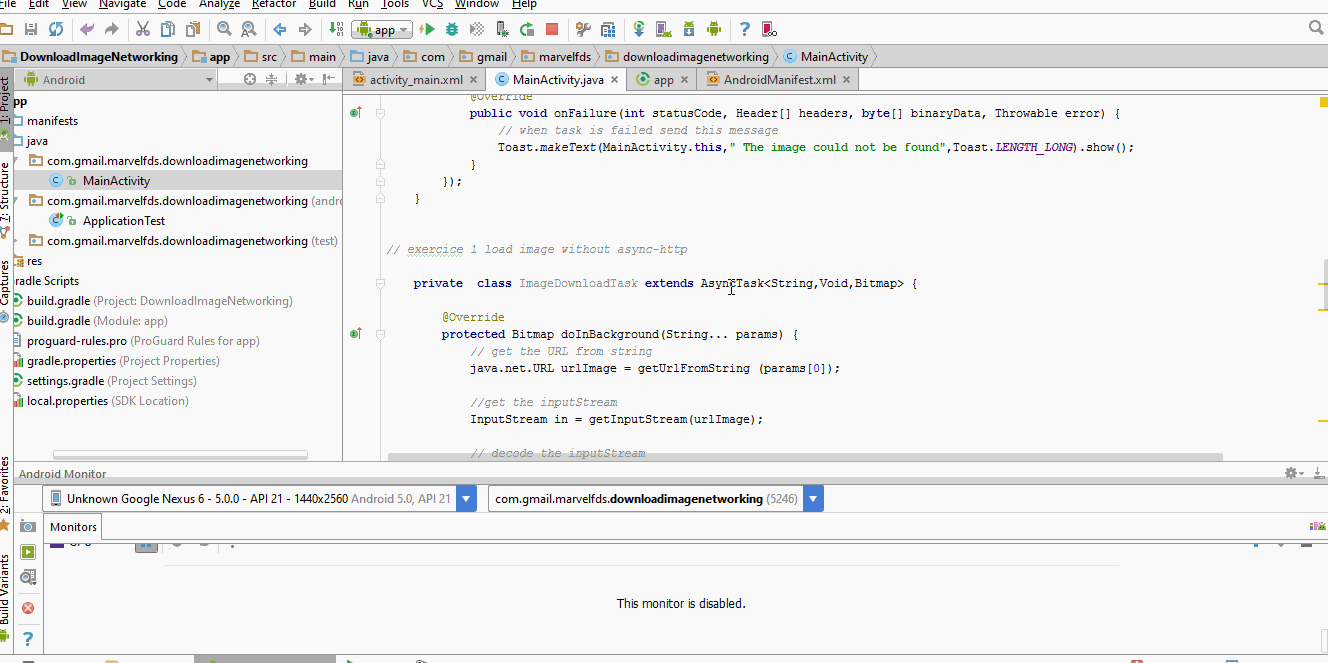 File Edit View Navigate Code Analyze Refactor Build Run Tools VCS Window Help
app
DownloadImageNetworking app src main java com gmail marvelfds downloadimagenetworking MainActivity
Android
activity_main.xml MainActivity.java app AndroidManifest.xml
1: Project
7: Structure
Captures
2: Favorites
Build Variants
pp
manifests
java
com.gmail.marvelfds.downloadimagenetworking
MainActivity
com.gmail.marvelfds.downloadimagenetworking (andro
ApplicationTest
com.gmail.marvelfds.downloadimagenetworking (test)
res
radle Scripts
build.gradle (Project: DownloadImageNetworking)
build.gradle (Module: app)
proguard-rules.pro (ProGuard Rules for app)
gradle.properties (Project Properties)
settings.gradle (Project Settings)
local.properties (SDK Location)
@Override
public void onFailure(int statusCode, Header[] headers, byte[] binaryData, Throwable error) {
// when task is failed send this message
Toast.makeText(MainActivity.this," The image could not be found",Toast.LENGTH_LONG).show();
}
});
}
// exercice 1 load image without async-http
private class ImageDownloadTask extends AsyncTask<String,Void,Bitmap> {
@Override
protected Bitmap doInBackground(String... params) {
// get the URL from string
java.net.URL urlImage = getUrlFromString (params[0]);
//get the inputStream
InputStream in = getInputStream(urlImage);
// decode the inputStream
Android Monitor
Unknown Google Nexus 6 - 5.0.0 - API 21 - 1440x2560 Android 5.0, API 21
com.gmail.marvelfds.downloadimagenetworking (5246)
Monitors
This monitor is disabled.